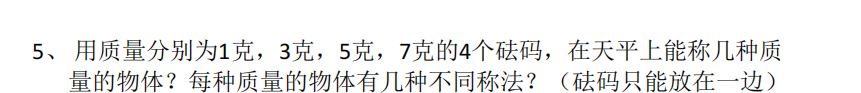 5、用质量分别为1克，3克，5克，7克的4个砝码，在天平上能称几种质
量的物体？每种质量的物体有几种不同称法？（砝码只能放在一边）